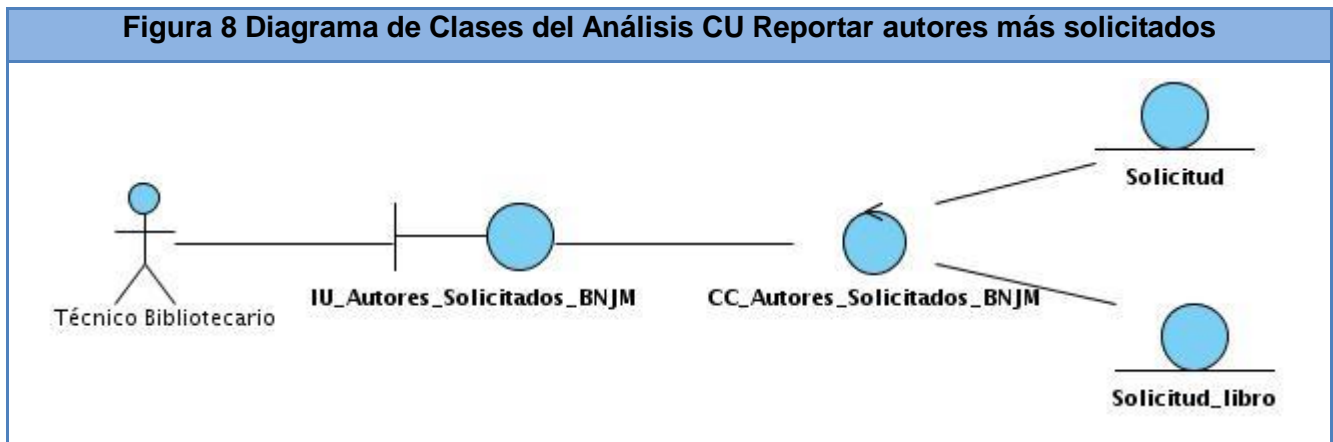 Figura 8 Diagrama de Clases del Análisis CU Reportar autores más solicitados
Solicitud
Técnico Bibliotecario
IU_Autores_Solicitados_BNJM
CC_Autores_Solicitados_BNJM
Solicitud_libro